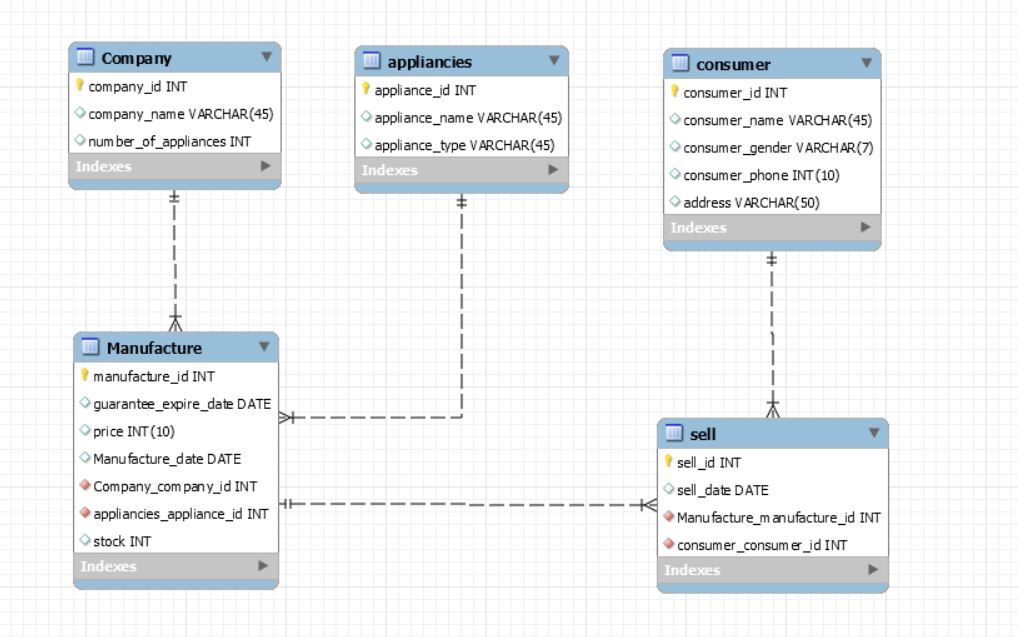 Company
company_id INT
company_name VARCHAR(45)
number_of_appliances INT
Indexes
appliancies
appliance_id INT
appliance_name VARCHAR(45)
appliance_type VARCHAR(45)
Indexes
consumer
consumer_id INT
consumer_name VARCHAR(45)
consumer_gender VARCHAR(7)
consumer_phone INT(10)
address VARCHAR(50)
Indexes
Manufacture
manufacture_id INT
guarantee_expire_date DATE
price INT(10)
Manufacture_date DATE
Company_company_id INT
appliancies_appliance_id INT
stock INT
Indexes
sell
sell_id INT
sell_date DATE
Manufacture_manufacture_id INT
consumer_consumer_id INT
Indexes